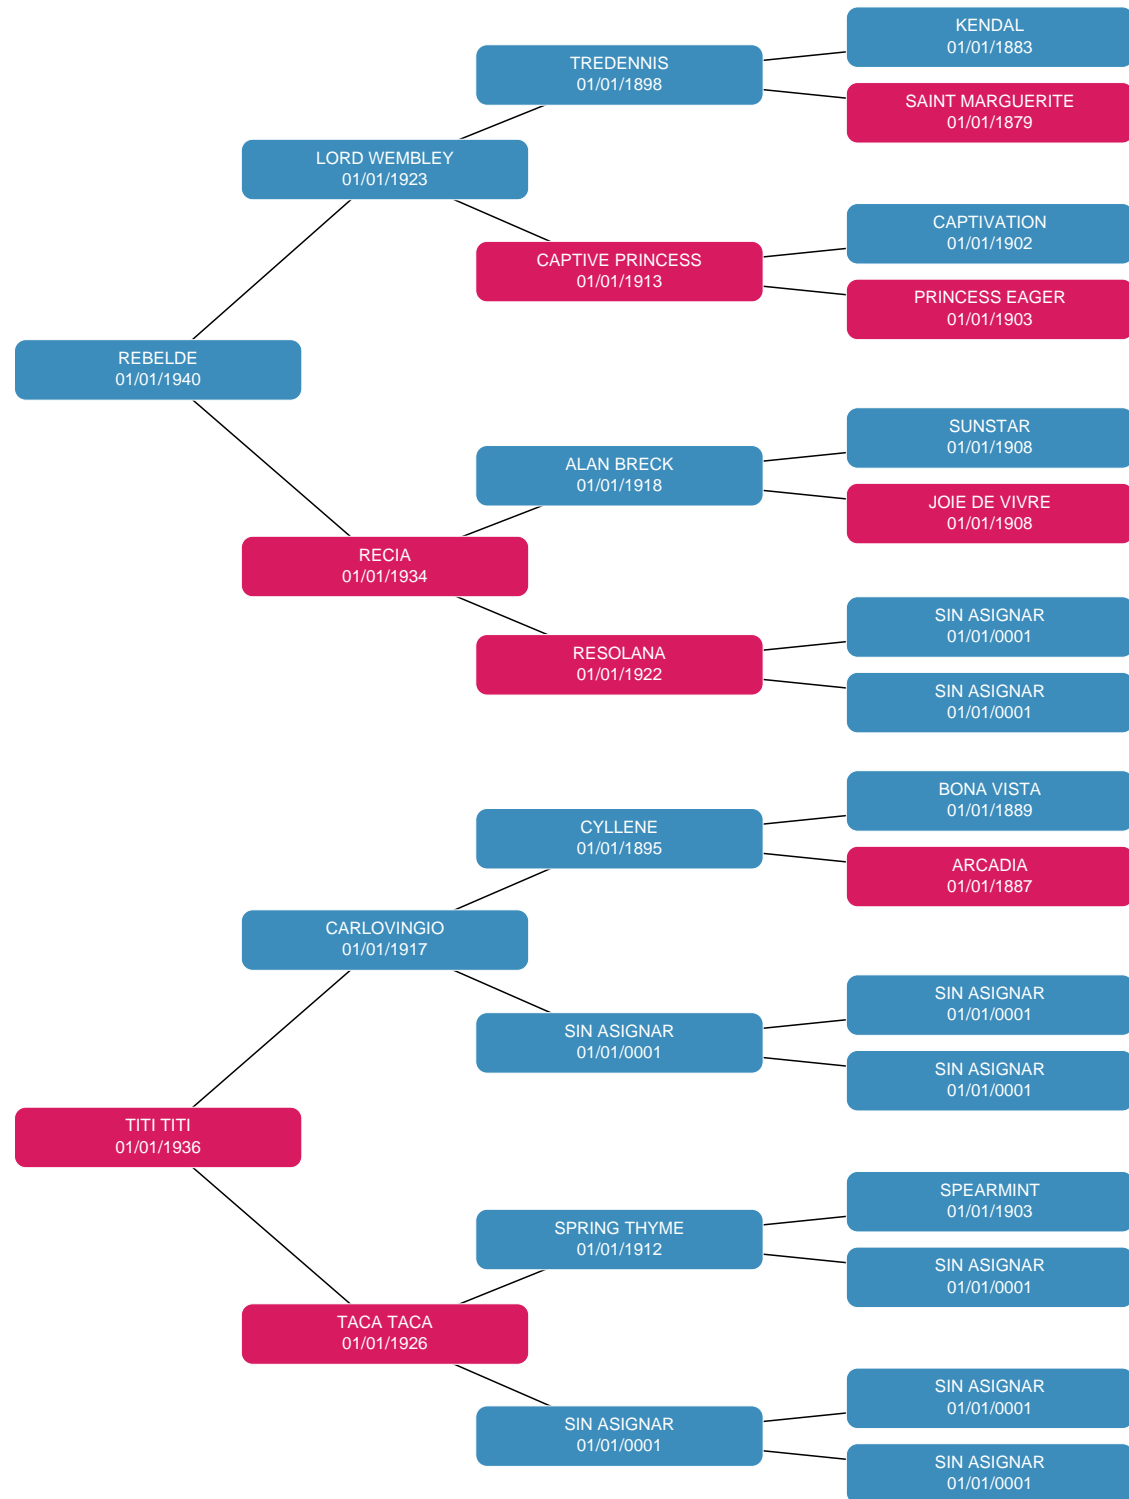 KENDAL
01/01/1883
TREDENNIS
01/01/1898
SAINT MARGUERITE
01/01/1879
LORD WEMBLEY
01/01/1923
CAPTIVATION
01/01/1902
CAPTIVE PRINCESS
01/01/1913
PRINCESS EAGER
01/01/1903
REBELDE
01/01/1940
SUNSTAR
01/01/1908
ALAN BRECK
01/01/1918
JOIE DE VIVRE
01/01/1908
RECIA
01/01/1934
SIN ASIGNAR
01/01/0001
RESOLANA
01/01/1922
SIN ASIGNAR
01/01/0001
BONA VISTA
01/01/1889
CYLLENE
01/01/1895
ARCADIA
01/01/1887
CARLOVINGIO
01/01/1917
SIN ASIGNAR
01/01/0001
SIN ASIGNAR
01/01/0001
SIN ASIGNAR
01/01/0001
TITI TITI
01/01/1936
SPEARMINT
01/01/1903
SPRING THYME
01/01/1912
SIN ASIGNAR
01/01/0001
TACA TACA
01/01/1926
SIN ASIGNAR
01/01/0001
SIN ASIGNAR
01/01/0001
SIN ASIGNAR
01/01/0001